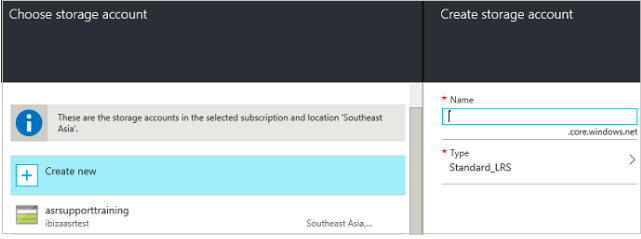 Choose storage account
These are the storage accounts in the selected subscription and location 'Southeast
Asia'.
Create new
asrsupporttraining
ibizaasrtest Southeast Asia,...
Create storage account
* Name
.core.windows.net
* Type
Standard_LRS